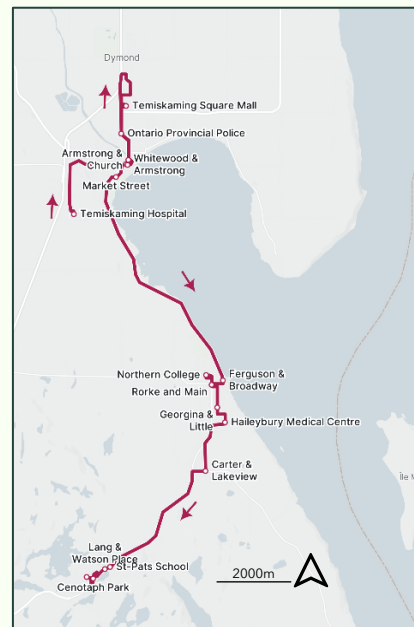 Dymond
Temiskaming Square Mall
Ontario Provincial Police
Armstrong &
Church
Whitewood &
Armstrong
Market Street
Temiskaming Hospital
Northern College
Ferguson &
Broadway
Rorke and Main
Georgina &
Little
Haileybury Medical Centre
Carter &
Lakeview
Île M
Lang &
Watson Place
St-Pats School
Cenotaph Park
2000m